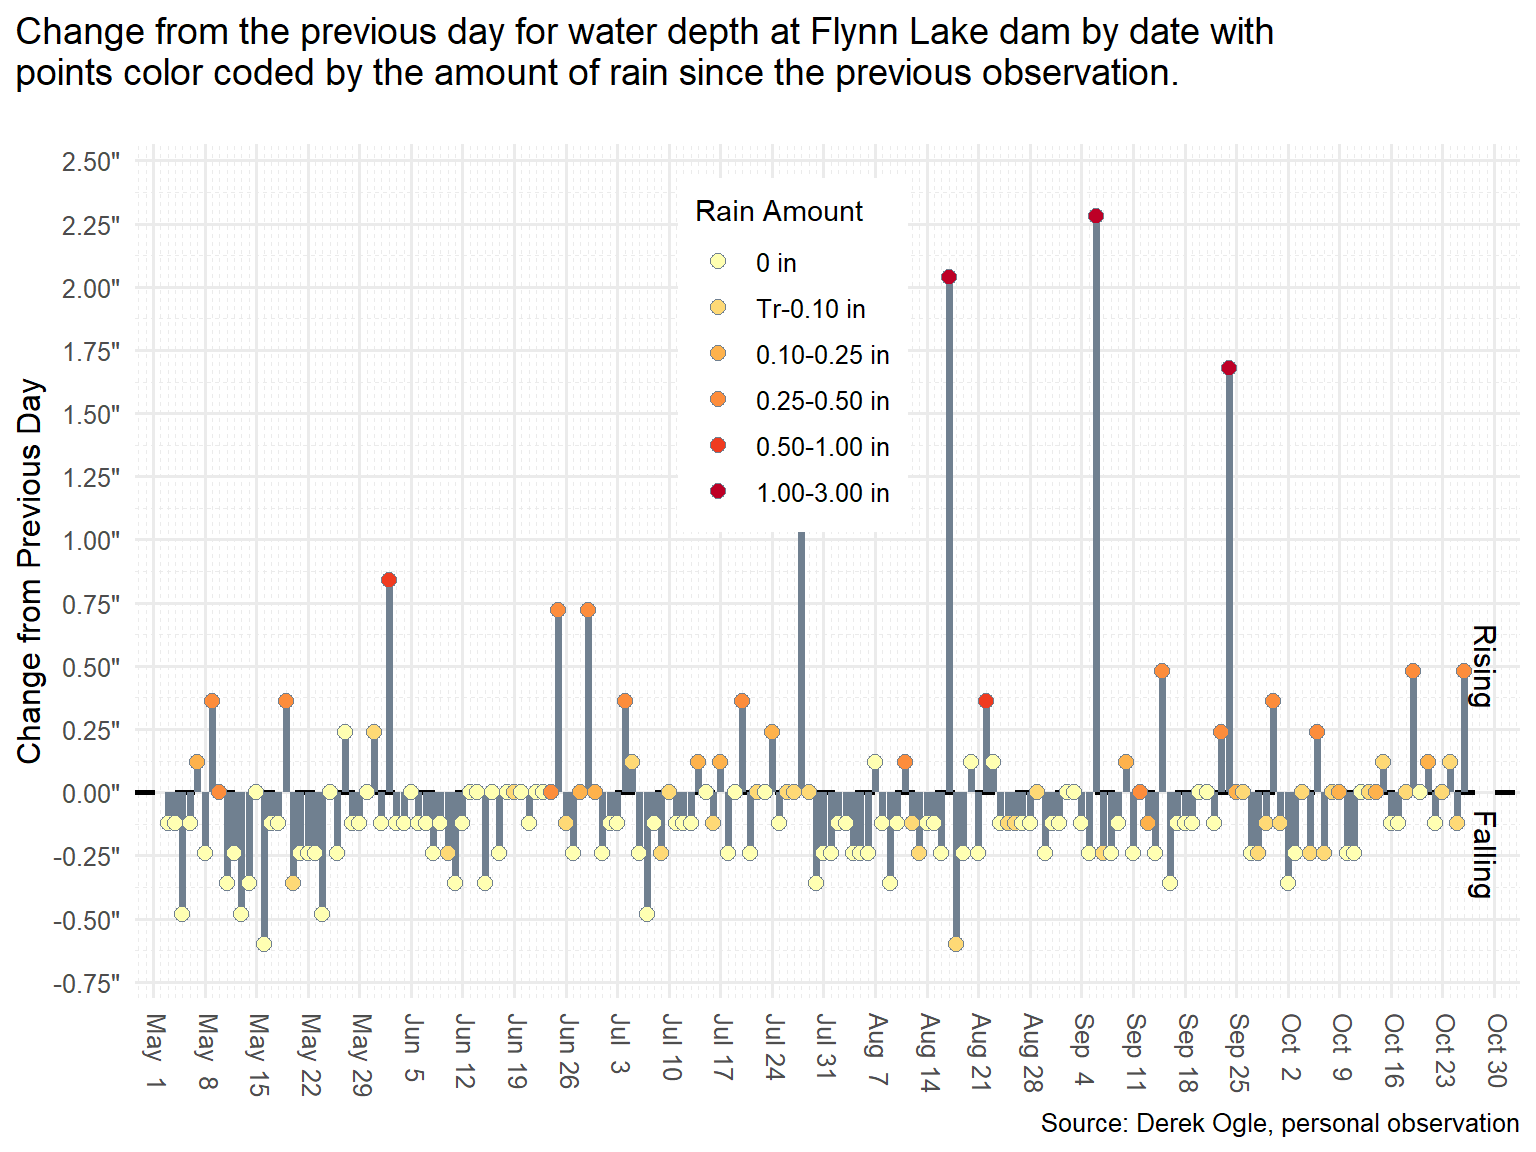 Change from the previous day for water depth at Flynn Lake dam by date with
points color coded by the amount of rain since the previous observation.
Change from Previous Day
2.50"
2.25"
2.00"
1.75"
1.50"
1.25"
1.00"
0.75"
0.50"
0.25"
0.00"
-0.25"
-0.50"
-0.75"
Rain Amount
0 in
Tr-0.10 in
0.10-0.25 in
0.25-0.50 in
0.50-1.00 in
1.00-3.00 in
Rising
Falling
May 1
May 8
May 15
May 22
May 29
Jun 5
Jun 12
Jun 19
Jun 26
Jul 3
Jul 10
Jul 17
Jul 24
Jul 31
Aug 7
Aug 14
Aug 21
Aug 28
Sep 4
Sep 11
Sep 18
Sep 25
Oct 2
Oct 9
Oct 16
Oct 23
Oct 30
Source: Derek Ogle, personal observation